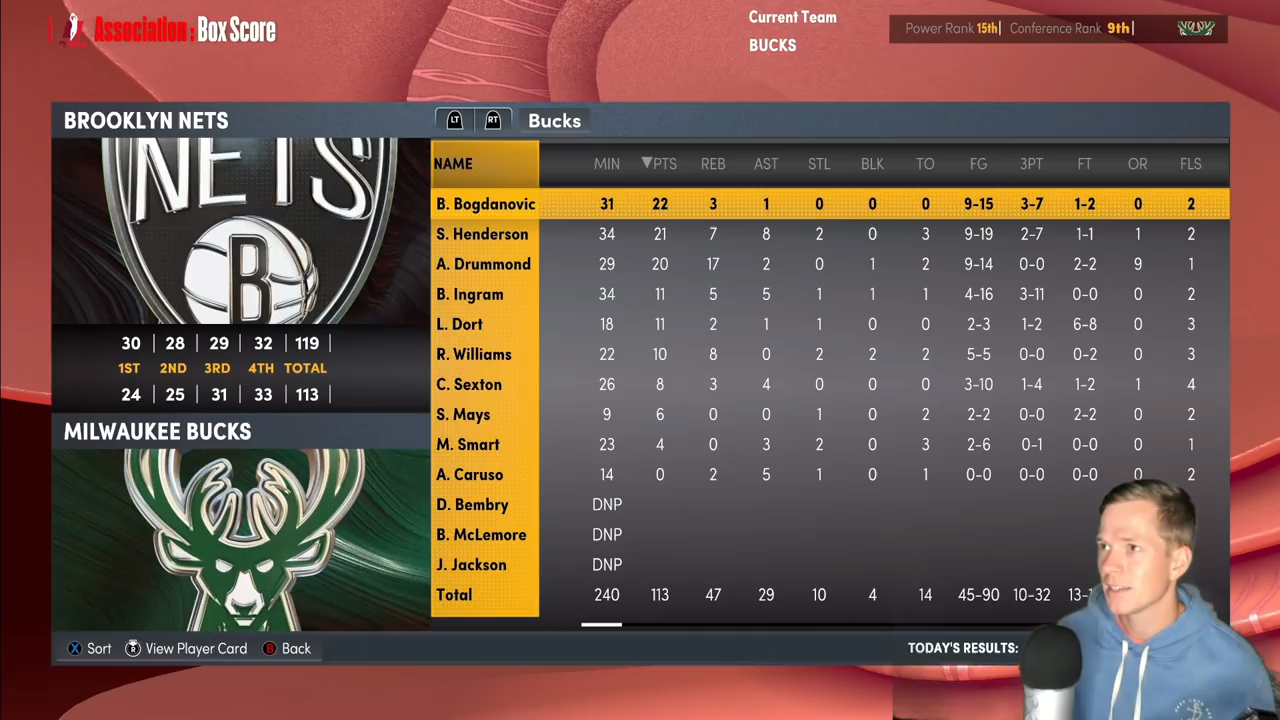 Association : Box Score
Current Team
BUCKS
Power Rank 15th| Conference Rank 9th|
BROOKLYN NETS
NETS
B
30 | 28 | 29 | 32 | 119 |
1ST 2ND 3RD 4TH TOTAL
24 | 25 | 31 | 33 | 113 |
MILWAUKEE BUCKS
LT RT Bucks
NAME MIN ▼PTS REB AST STL BLK TO FG 3PT FT OR FLS
B. Bogdanovic 31 22 3 1 0 0 0 9-15 3-7 1-2 0 2
S. Henderson 34 21 7 8 2 0 3 9-19 2-7 1-1 1 2
A. Drummond 29 20 17 2 0 1 2 9-14 0-0 2-2 9 1
B. Ingram 34 11 5 5 1 1 1 4-16 3-11 0-0 0 2
L. Dort 18 11 2 1 1 0 0 2-3 1-2 6-8 0 3
R. Williams 22 10 8 0 2 2 2 5-5 0-0 0-2 0 3
C. Sexton 26 8 3 4 0 0 0 3-10 1-4 1-2 1 4
S. Mays 9 6 0 0 1 0 2 2-2 0-0 2-2 0 2
M. Smart 23 4 0 3 2 0 3 2-6 0-1 0-0 0 1
A. Caruso 14 0 2 5 1 0 1 0-0 0-0 0-0 0 2
D. Bembry DNP
B. McLemore DNP
J. Jackson DNP
Total 240 113 47 29 10 4 14 45-90 10-32
X Sort R View Player Card B Back
TODAY'S RESULTS: